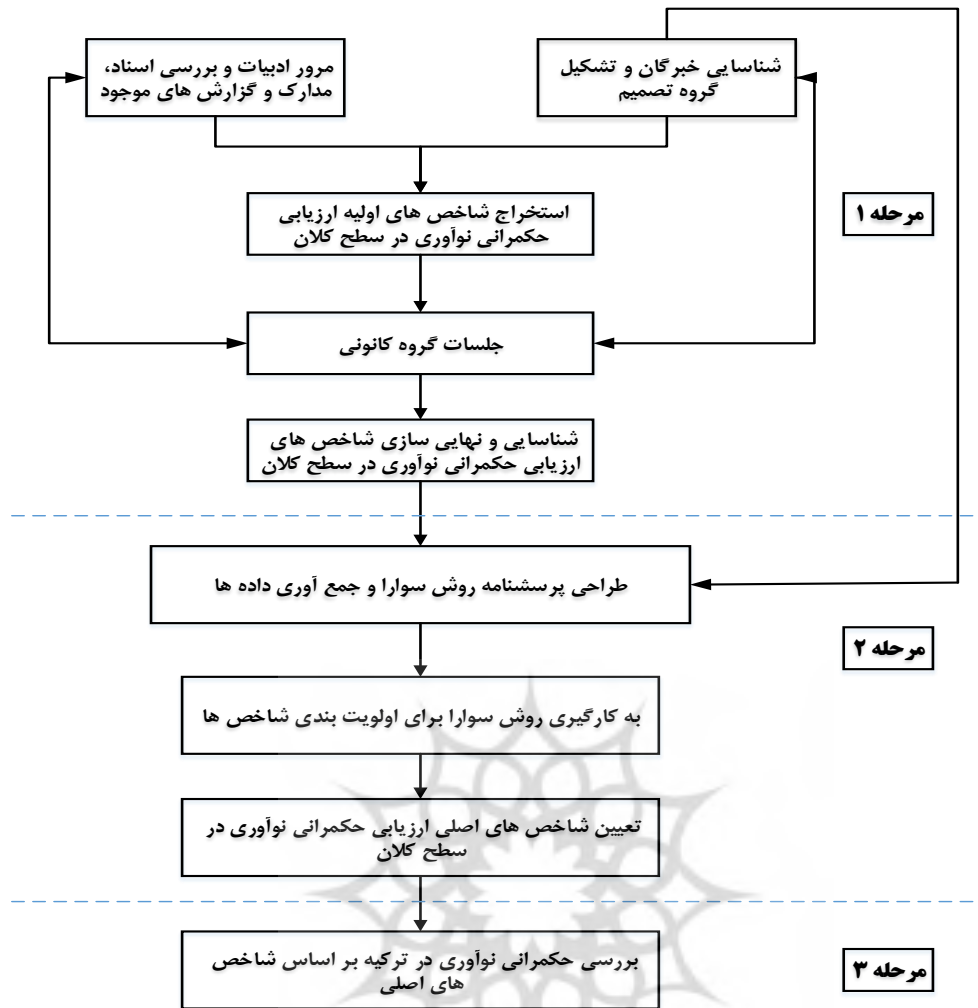 شناسایی خبرگان و تشکیل
گروه تصمیم
مرور ادبیات و بررسی اسناد،
مدارک و گزارش های موجود
مرحله ۱
استخراج شاخص های اولیه ارزیابی
حکمرانی نوآوری در سطح کلان
جلسات گروه کانونی
شناسایی و نهایی سازی شاخص های
ارزیابی حکمرانی نوآوری در سطح کلان
طراحی پرسشنامه روش سوارا و جمع آوری داده ها
مرحله ۲
به کارگیری روش سوارا برای اولویت بندی شاخص ها
تعیین شاخص های اصلی ارزیابی حکمرانی نوآوری در
سطح کلان
بررسی حکمرانی نوآوری در ترکیه بر اساس شاخص
های اصلی
مرحله ۳